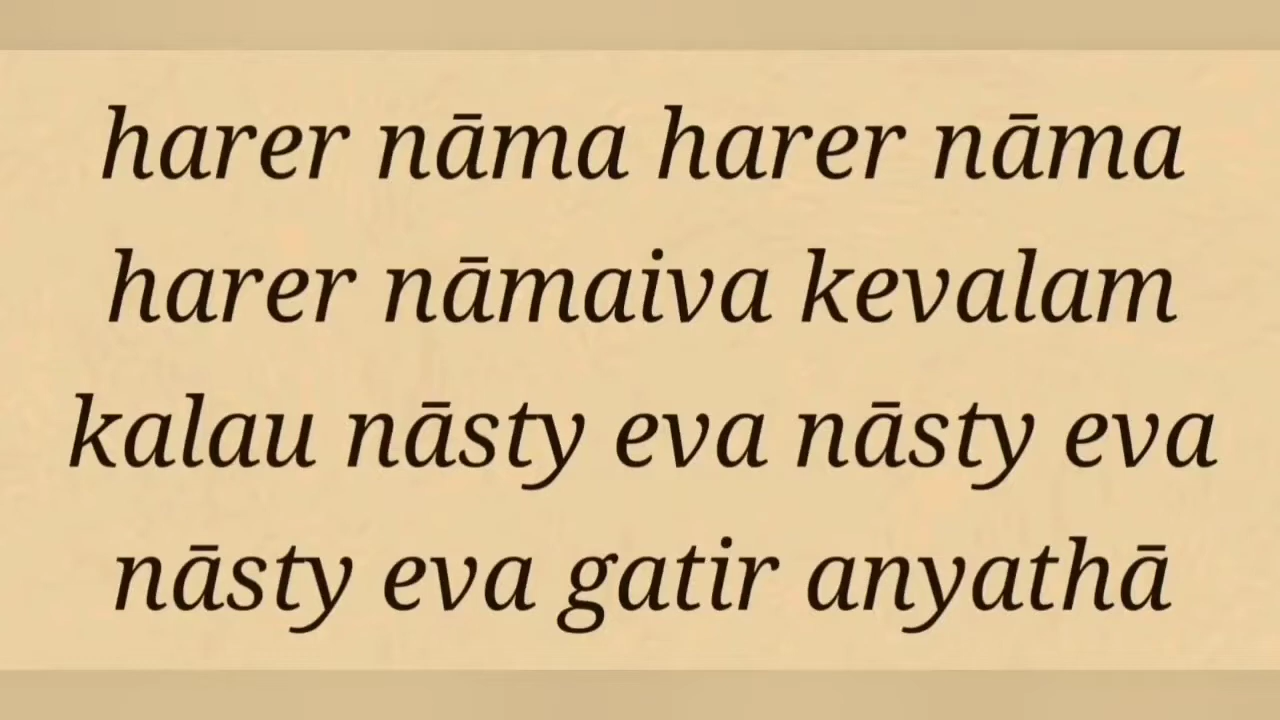 harer nāma harer nāma
harer nāmaiva kevalam
kalau nāsty eva nāsty eva
nāsty eva gatir anyathā